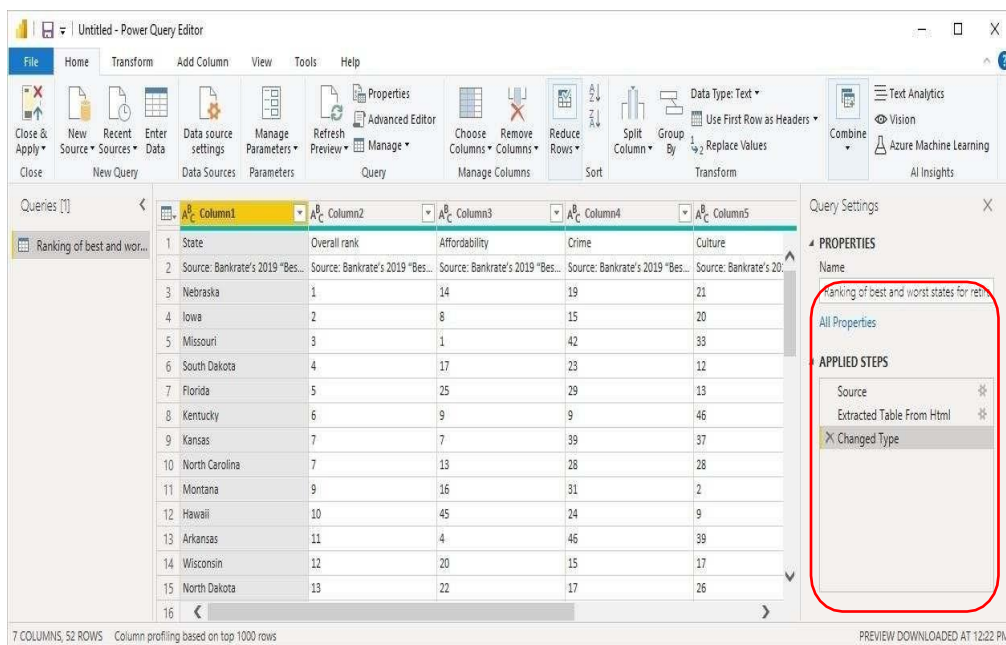 Untitled - Power Query Editor
File Home Transform Add Column View Tools Help
Close & Apply
New Source
Recent Sources
Enter Data
Data source settings
Manage Parameters
Refresh Preview
Properties
Advanced Editor
Manage
Choose Columns
Remove Columns
Reduce Rows
Split Column
Group By
Data Type: Text
Use First Row as Headers
Replace Values
Combine
Text Analytics
Vision
Azure Machine Learning
Close New Query Data Sources Parameters Query Manage Columns Sort Transform AI Insights
Queries [1]
Ranking of best and wor...
Column1 Column2 Column3 Column4 Column5
1 State Overall rank Affordability Crime Culture
2 Source: Bankrate's 2019 "Bes... Source: Bankrate's 2019 "Bes... Source: Bankrate's 2019 "Bes... Source: Bankrate's 2019 "Bes... Source: Bankrate's 20
3 Nebraska 1 14 19 21
4 Iowa 2 8 15 20
5 Missouri 3 1 42 33
6 South Dakota 4 17 23 12
7 Florida 5 25 29 13
8 Kentucky 6 9 9 46
9 Kansas 7 7 39 37
10 North Carolina 7 13 28 28
11 Montana 9 16 31 2
12 Hawaii 10 45 24 9
13 Arkansas 11 4 46 39
14 Wisconsin 12 20 15 17
15 North Dakota 13 22 17 26
16
Query Settings
PROPERTIES
Name
Ranking of best and worst states for retire
All Properties
APPLIED STEPS
Source
Extracted Table From Html
Changed Type
7 COLUMNS, 52 ROWS Column profiling based on top 1000 rows
PREVIEW DOWNLOADED AT 12:22 PM